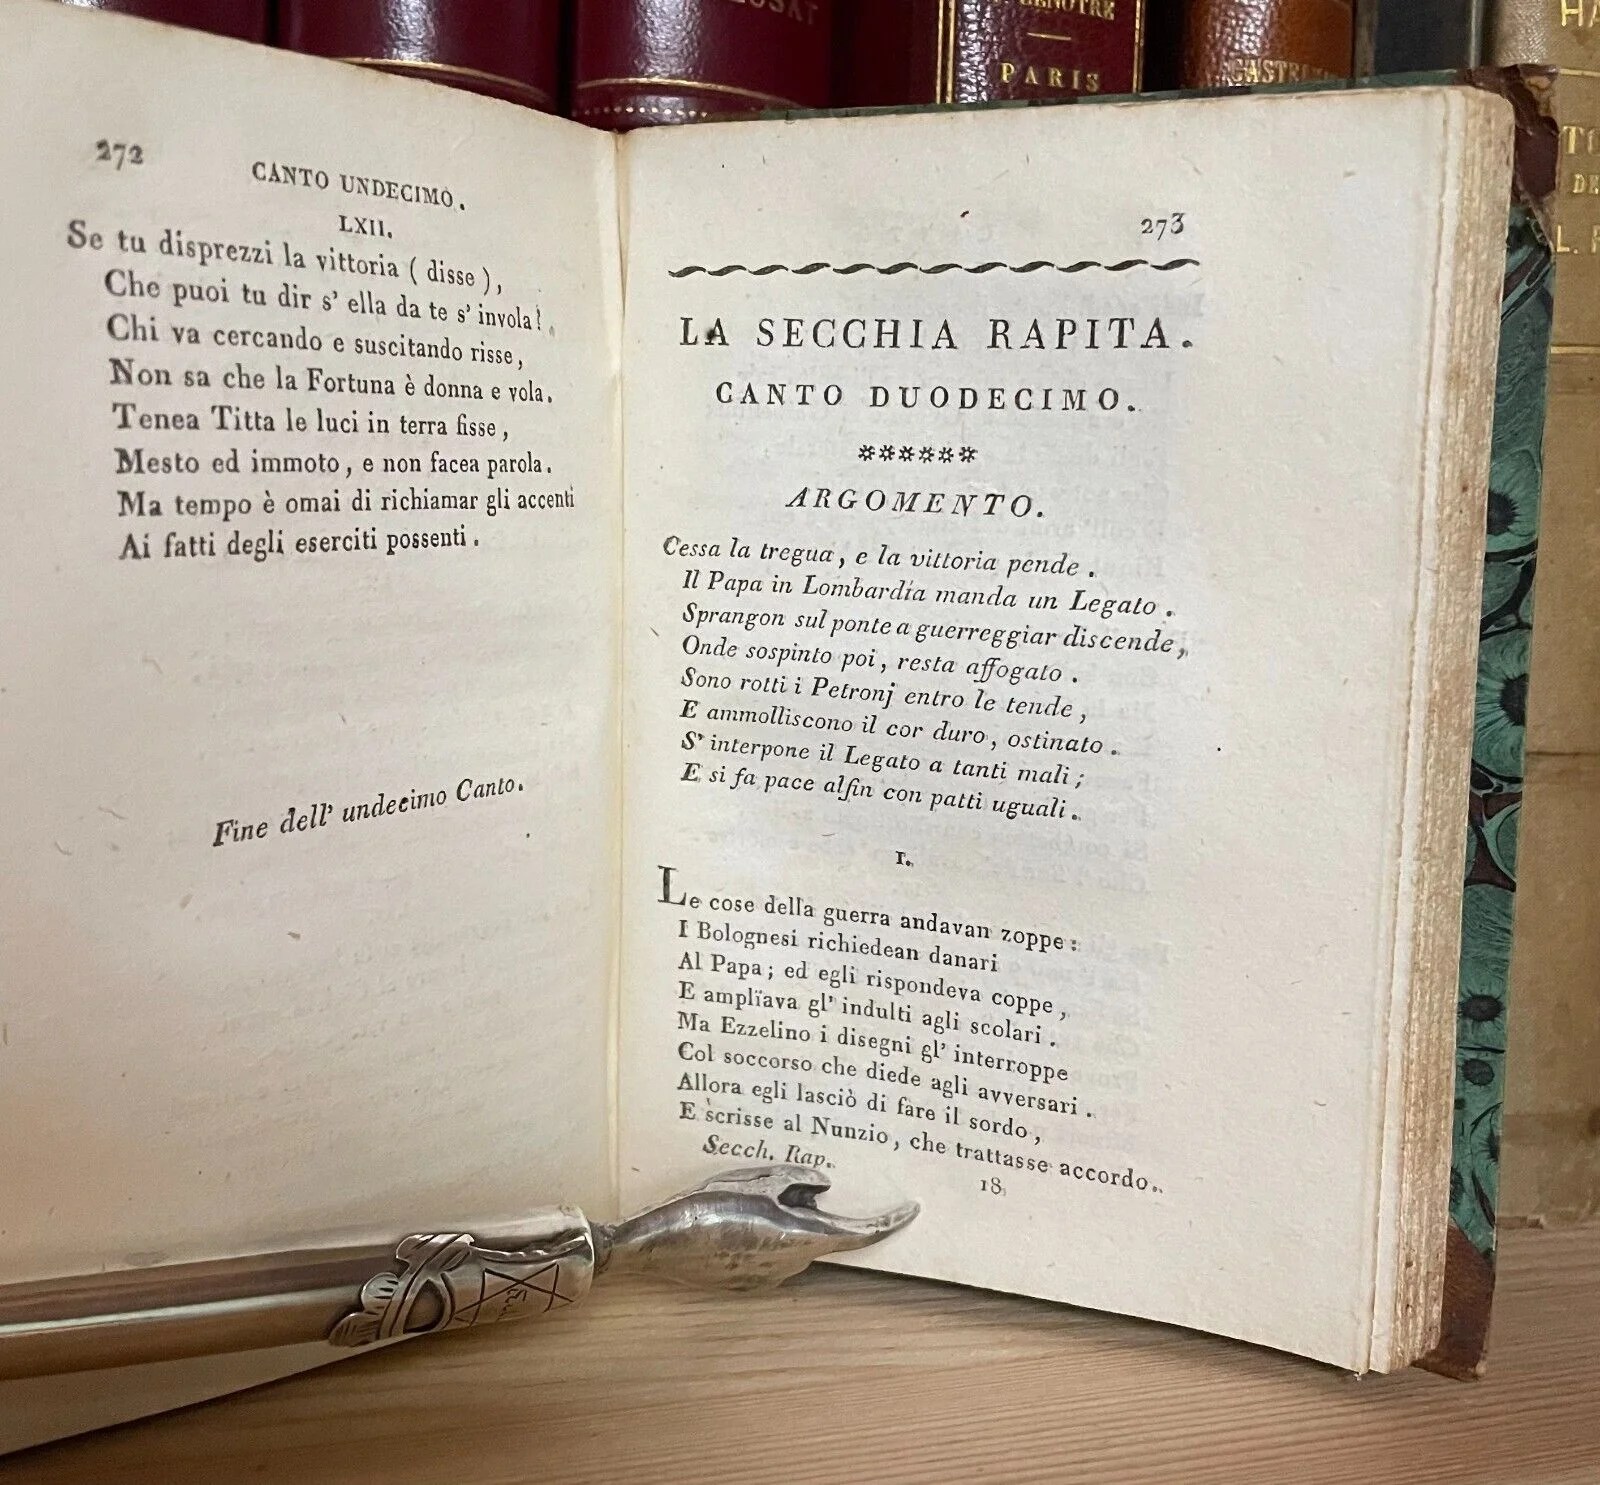 LENOTRE
PARIS
272
CANTO UNDECIMO.
LXII.
Se tu disprezzi la vittoria ( disse ),
Che puoi tu dir s' ella da te s' invola!
Chi va cercando e suscitando risse,
Non sa che la Fortuna è donna e vola.
Tenea Titta le luci in terra fisse,
Mesto ed immoto, e non facea parola.
Ma tempo è omai di richiamar gli accenti
Ai fatti degli eserciti possenti.
Fine dell' undecimo Canto.
273
LA SECCHIA RAPITA.
CANTO DUODECIMO.
******
ARGOMENTO.
Cessa la tregua, e la vittoria pende.
Il Papa in Lombardía manda un Legato.
Sprangon sul ponte a guerreggiar discende,
Onde sospinto poi, resta affogato.
Sono rotti i Petronj entro le tende,
E ammolliscono il cor duro, ostinato.
S' interpone il Legato a tanti mali;
E si fa pace alfin con patti uguali.
I.
Le cose della guerra andavan zoppe:
I Bolognesi richiedean danari
Al Papa; ed egli rispondeva coppe,
E ampliava gl' indulti agli scolari.
Ma Ezzelino i disegni gl' interroppe
Col soccorso che diede agli avversari.
Allora egli lasciò di fare il sordo,
E scrisse al Nunzio, che trattasse accordo.
Secch. Rap.
18